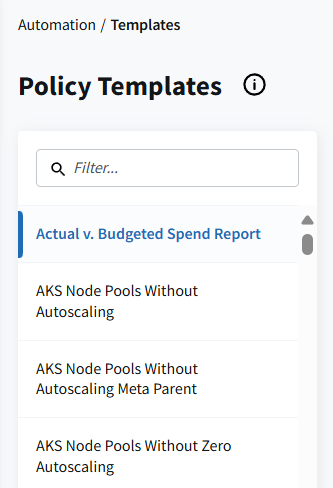 Automation / Templates
Policy Templates
Filter...
Actual v. Budgeted Spend Report
AKS Node Pools Without
Autoscaling
AKS Node Pools Without
Autoscaling Meta Parent
AKS Node Pools Without Zero
Autoscaling